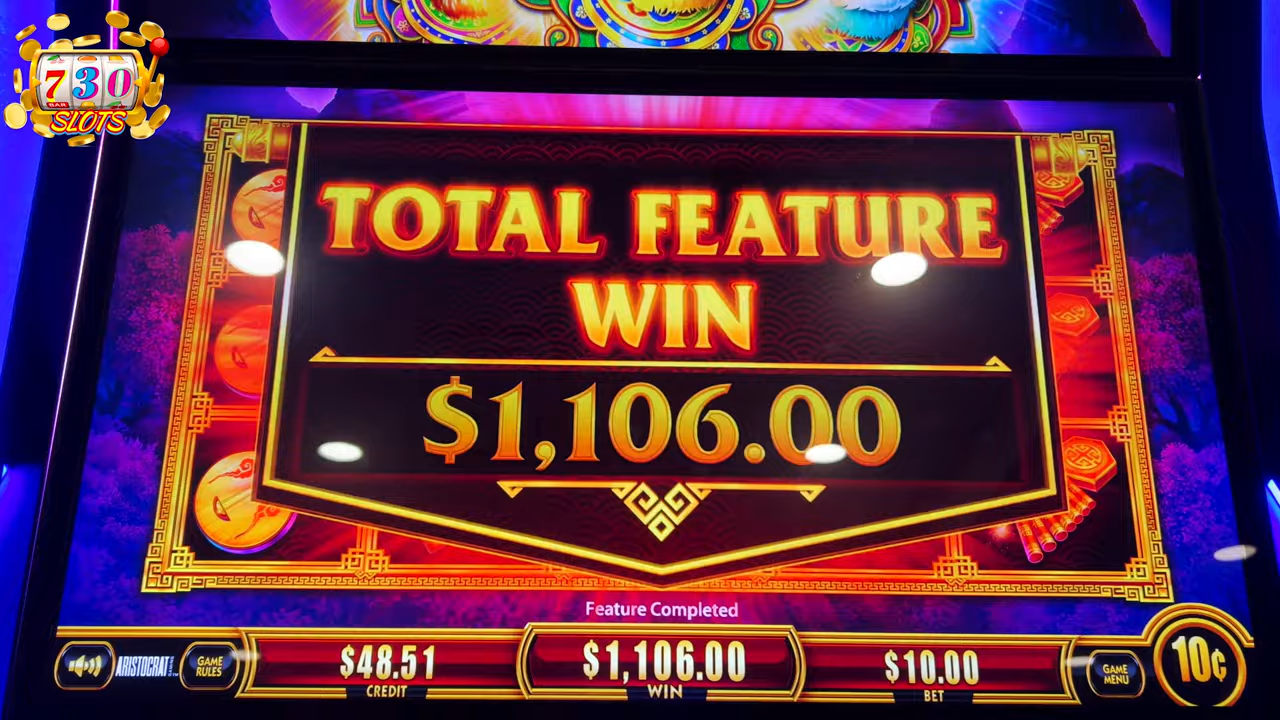 730
BAR
SLOTS
TOTAL FEATURE
WIN
$1,106.00
Feature Completed
ARISTOCRAT
GAME
RULES
$48.51
CREDIT
$1,106.00
WIN
$10.00
BET
GAME
MENU
10¢